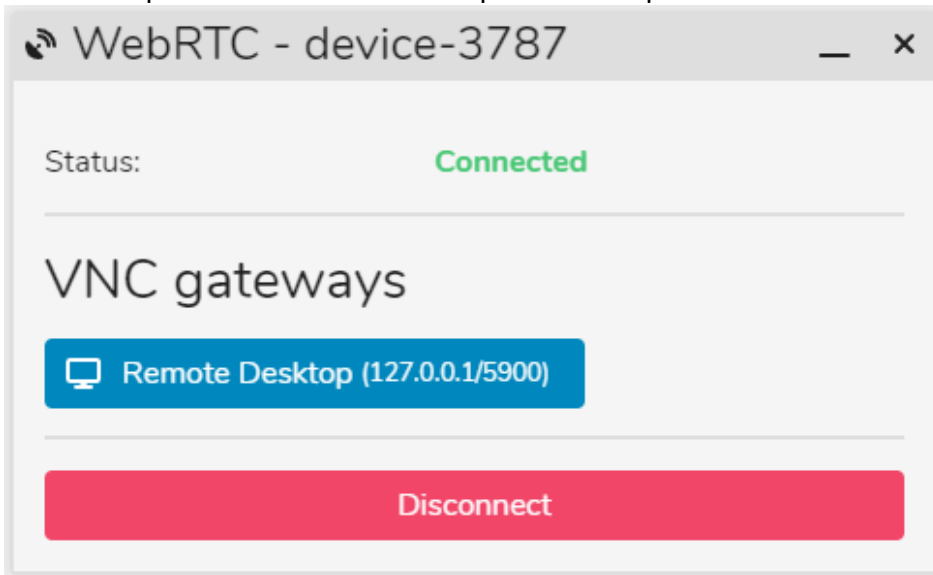 WebRTC - device-3787
Status: Connected
VNC gateways
Remote Desktop (127.0.0.1/5900)
Disconnect